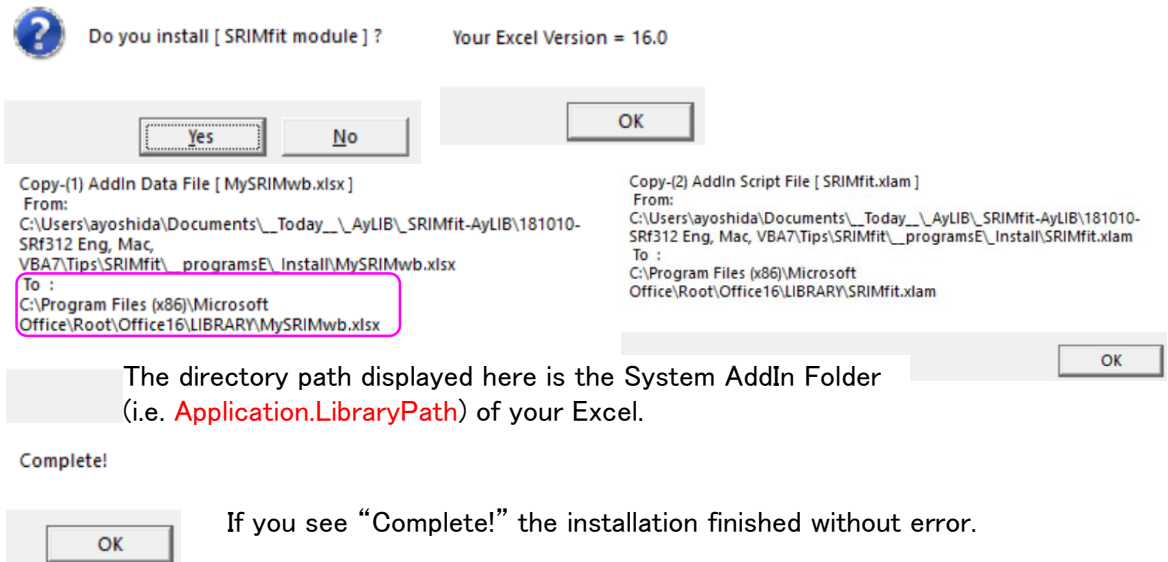 Do you install [ SRIMfit module ] ?
Your Excel Version = 16.0
Yes
No
OK
Copy-(1) AddIn Data File [ MySRIMwb.xlsx ]
From:
C:\Users\ayoshida\Documents\__Today__\_AyLIB\_SRIMfit-AyLIB\181010-
SRf312 Eng, Mac,
VBA7\Tips\SRIMfit\__programsE\_Install\MySRIMwb.xlsx
To :
C:\Program Files (x86)\Microsoft
Office\Root\Office16\LIBRARY\MySRIMwb.xlsx
Copy-(2) AddIn Script File [ SRIMfit.xlam ]
From:
C:\Users\ayoshida\Documents\__Today__\_AyLIB\_SRIMfit-AyLIB\181010-
SRf312 Eng, Mac, VBA7\Tips\SRIMfit\__programsE\_Install\SRIMfit.xlam
To :
C:\Program Files (x86)\Microsoft
Office\Root\Office16\LIBRARY\SRIMfit.xlam
OK
The directory path displayed here is the System AddIn Folder
(i.e. Application.LibraryPath) of your Excel.
Complete!
OK
If you see “Complete!” the installation finished without error.